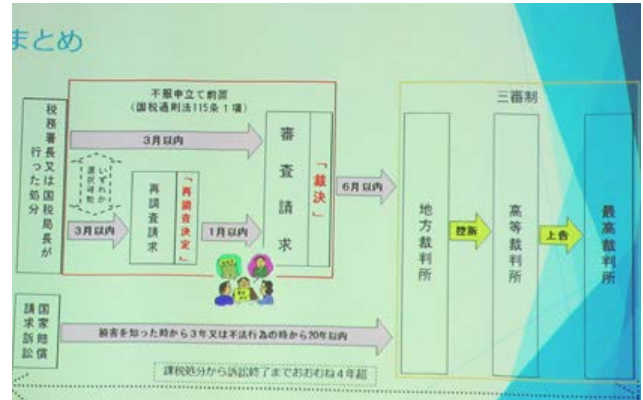 まとめ
不服申立て前置
（国税通則法115条１項）
三審制
税務署長又は国税局長が
行った処分
3月以内
いずれか
選択可能
3月以内
再調査請求
「再調査決定」
1月以内
審査請求
「裁決」
6月以内
地方裁判所
控訴
高等裁判所
上告
最高裁判所
国家賠償
請求訴訟
損害を知った時から３年又は不法行為の時から20年以内
課税処分から訴訟終了までおおむね４年超